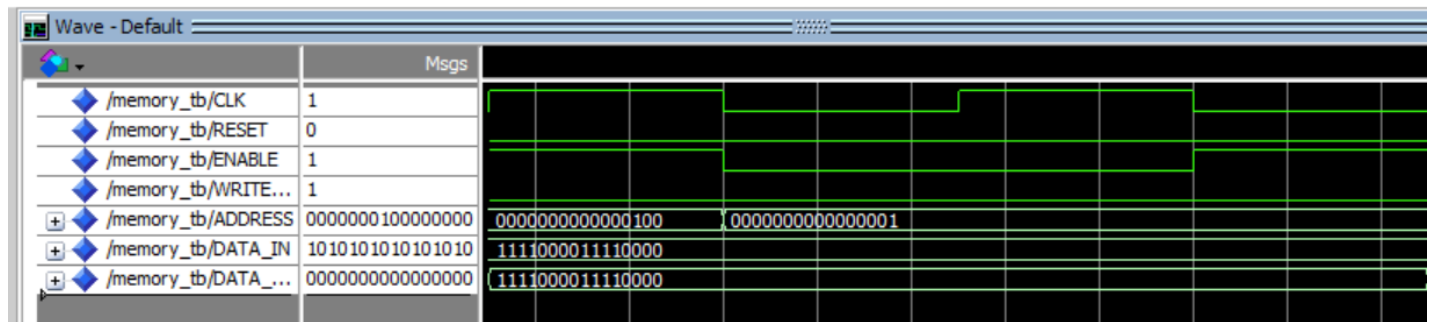 Wave - Default
Msgs
/memory_tb/CLK 1
/memory_tb/RESET 0
/memory_tb/ENABLE 1
/memory_tb/WRITE... 1
/memory_tb/ADDRESS 0000000100000000 0000000000000100 0000000000000001
/memory_tb/DATA_IN 1010101010101010 1111000011110000
/memory_tb/DATA_... 0000000000000000 1111000011110000